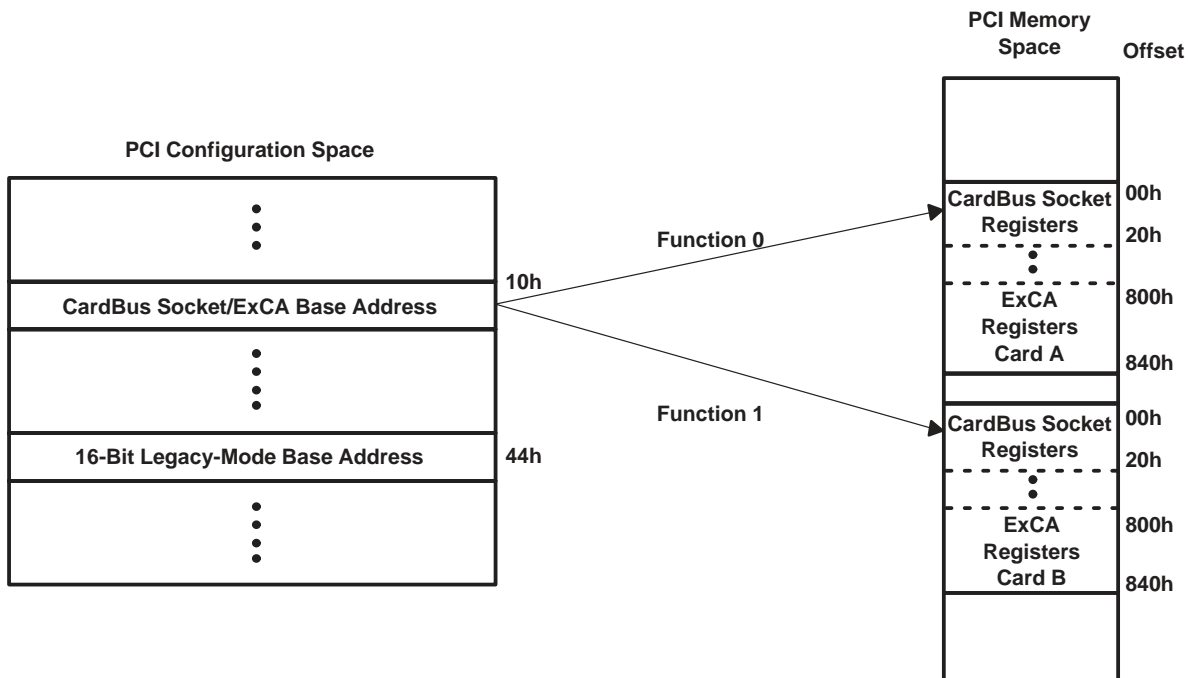 PCI Memory
Space
Offset
PCI Configuration Space
10h
CardBus Socket/ExCA Base Address
16-Bit Legacy-Mode Base Address
44h
Function 0
Function 1
CardBus Socket
Registers
00h
20h
ExCA
Registers
Card A
800h
840h
CardBus Socket
Registers
00h
20h
ExCA
Registers
Card B
800h
840h